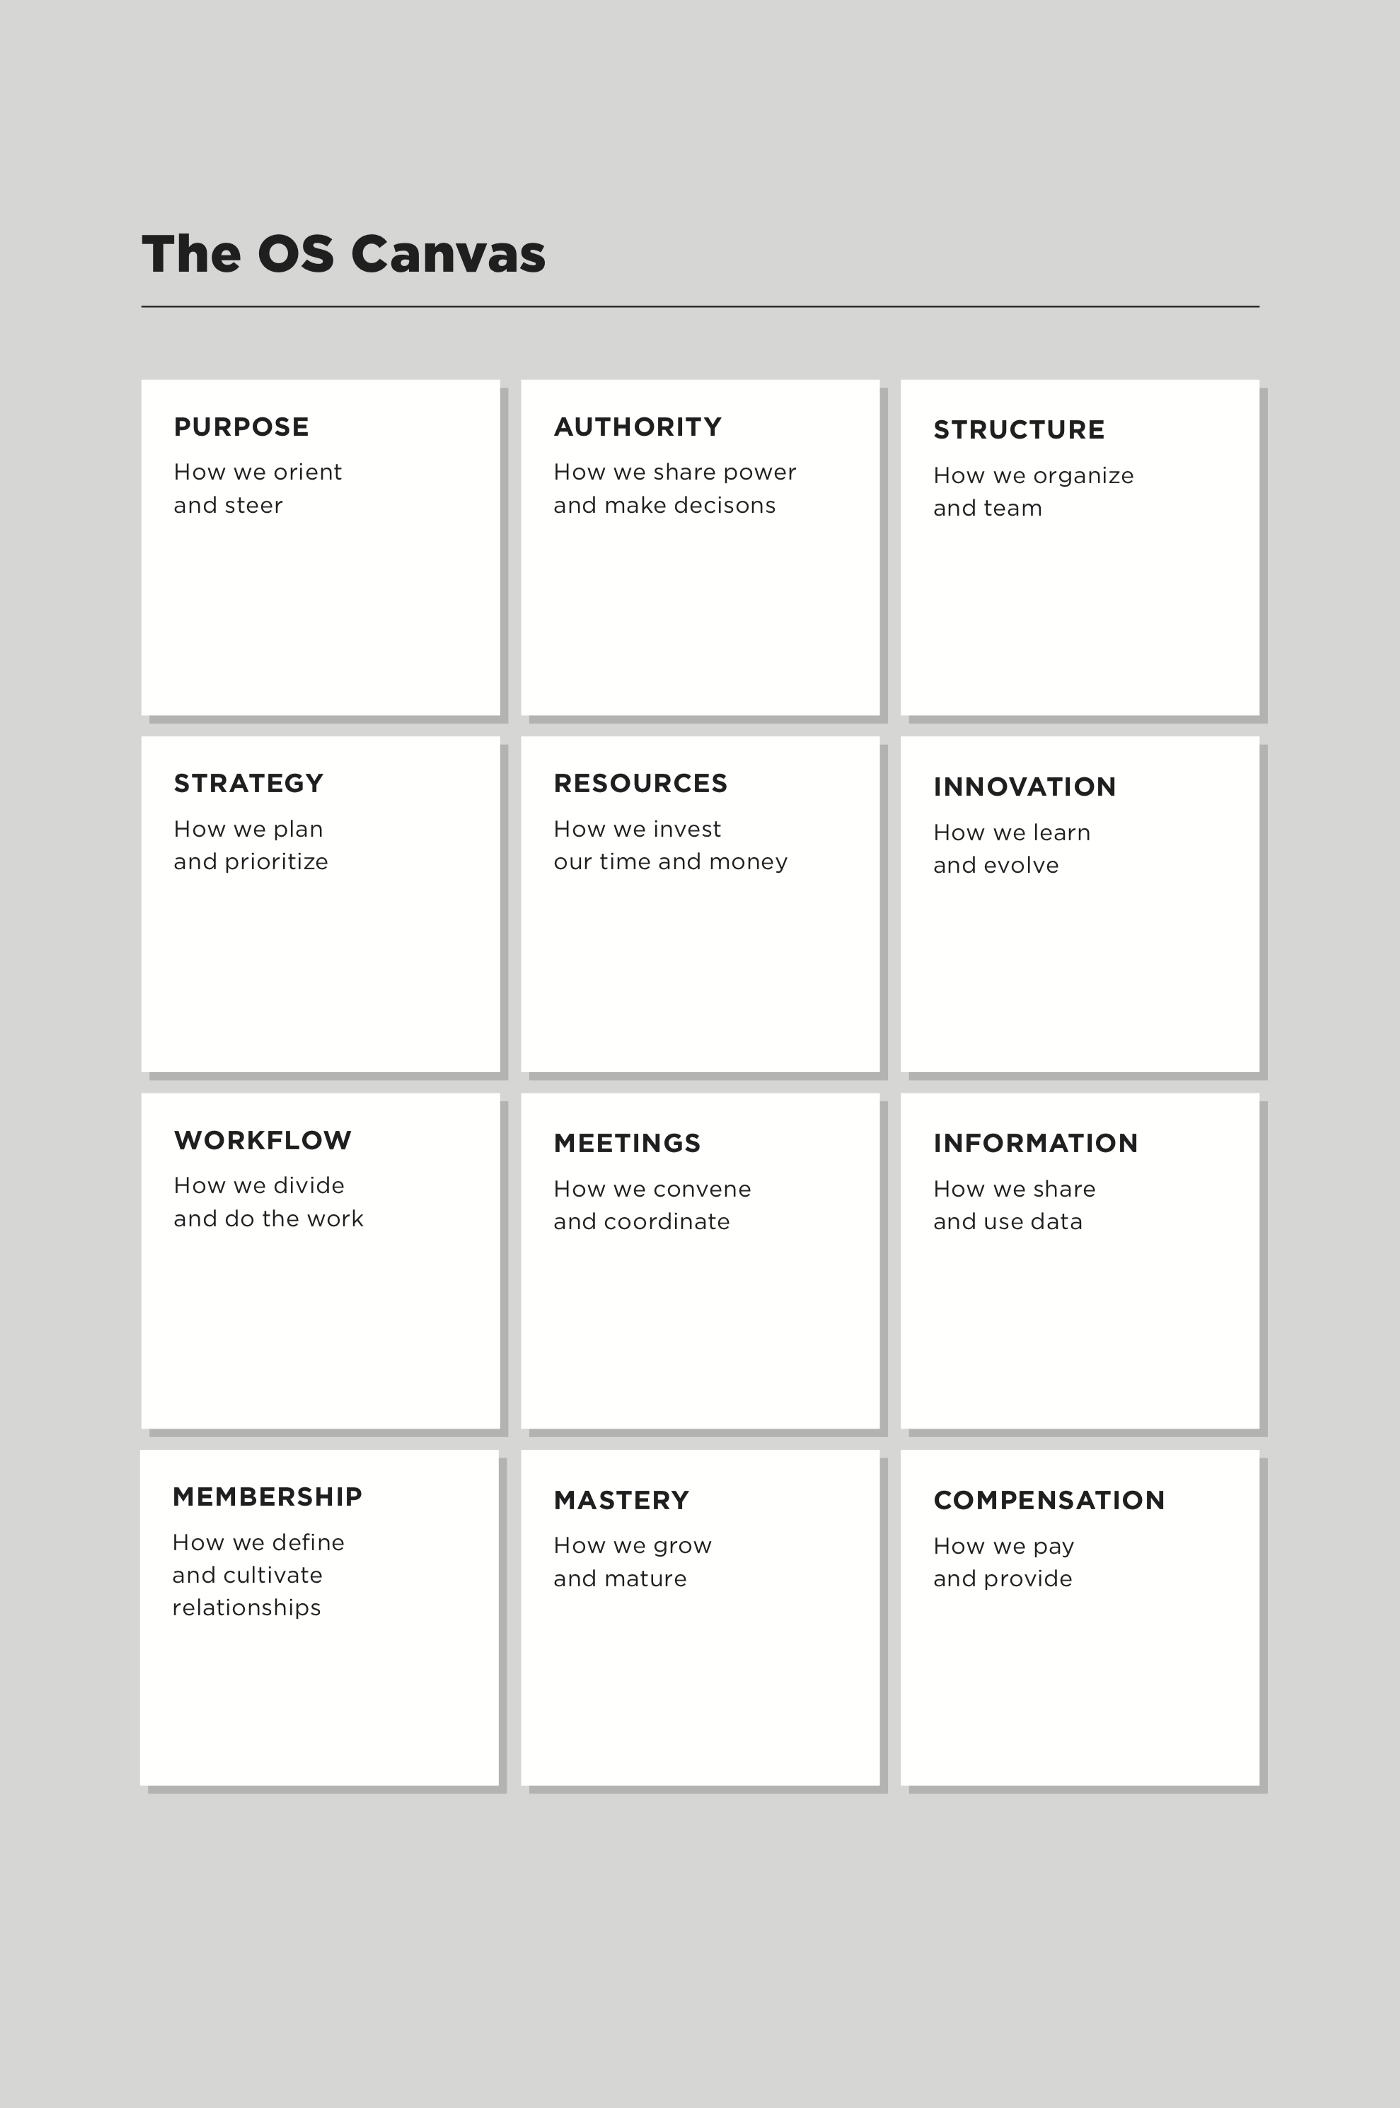 The OS Canvas
PURPOSE
How we orient
and steer
AUTHORITY
How we share power
and make decisons
STRUCTURE
How we organize
and team
STRATEGY
How we plan
and prioritize
RESOURCES
How we invest
our time and money
INNOVATION
How we learn
and evolve
WORKFLOW
How we divide
and do the work
MEETINGS
How we convene
and coordinate
INFORMATION
How we share
and use data
MEMBERSHIP
How we define
and cultivate
relationships
MASTERY
How we grow
and mature
COMPENSATION
How we pay
and provide